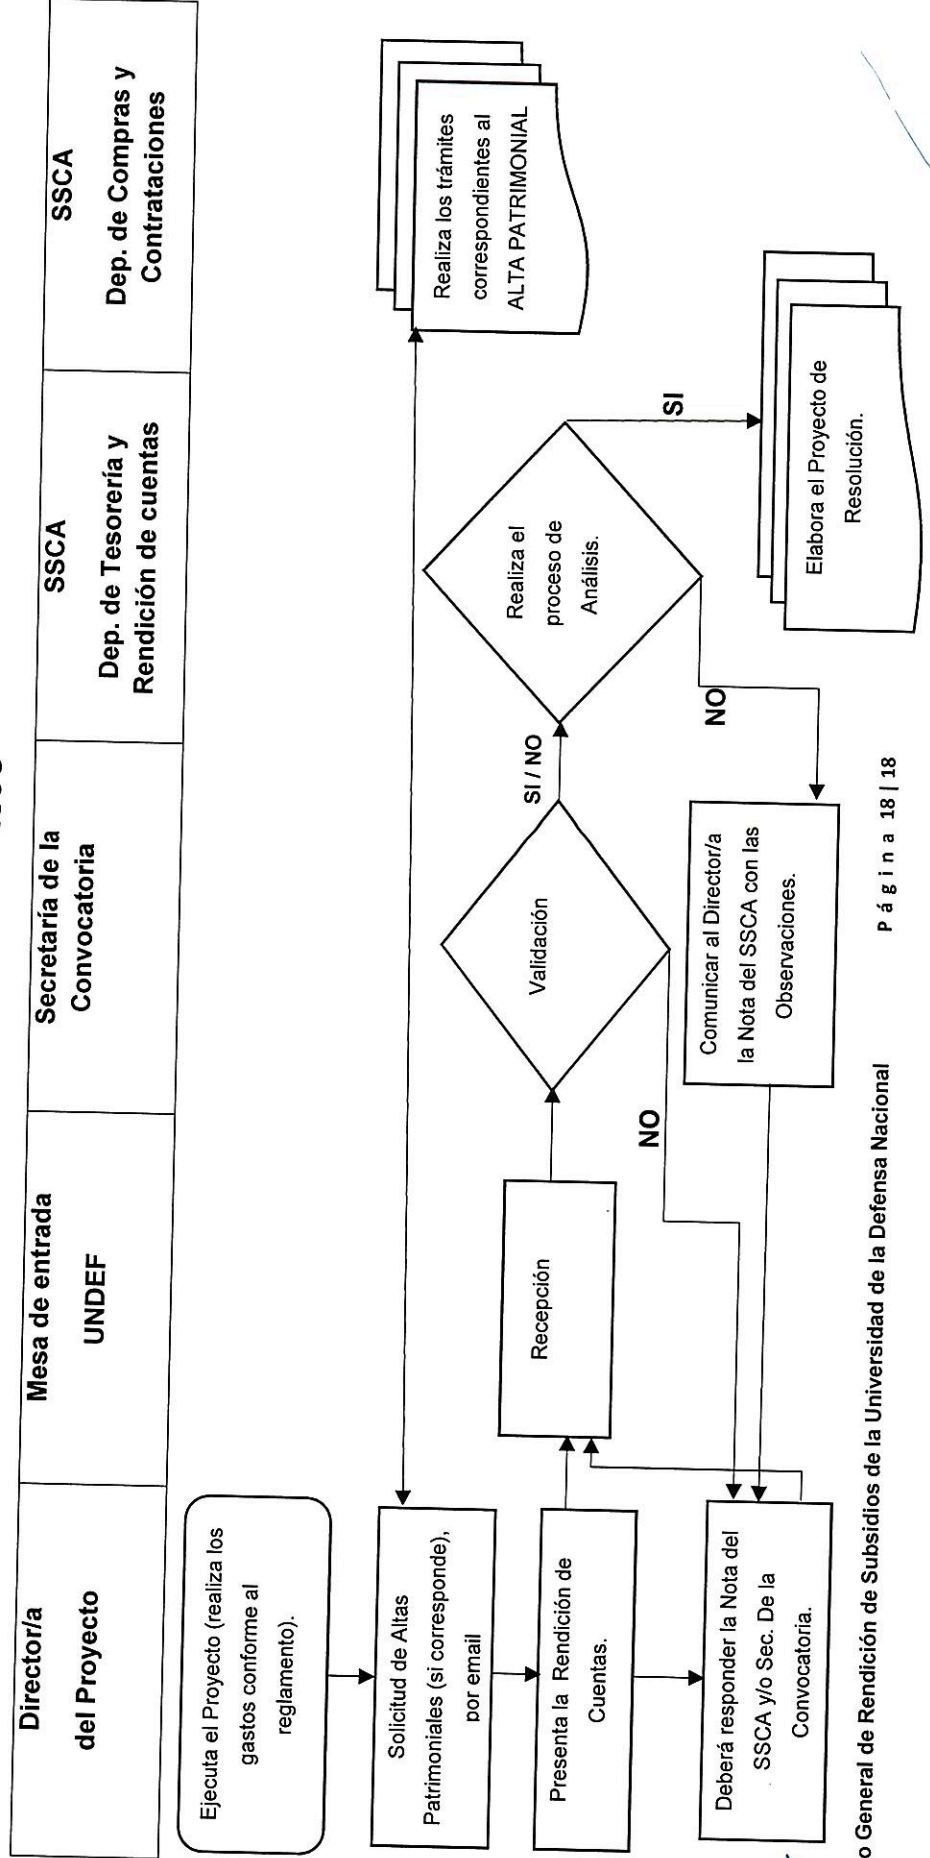 Director/a
del Proyecto
Mesa de entrada
UNDEF
Secretaría de la
Convocatoria
SSCA
Dep. de Tesorería y
Rendición de cuentas
SSCA
Dep. de Compras y
Contrataciones
Ejecuta el Proyecto (realiza los
gastos conforme al
reglamento).
Solicitud de Altas
Patrimoniales (si corresponde),
por email
Realiza los trámites
correspondientes al
ALTA PATRIMONIAL
Presenta la Rendición de
Cuentas.
Recepción
Validación
SI / NO
Realiza el
proceso de
Análisis.
SI
NO
NO
Deberá responder la Nota del
SSCA y/o Sec. De la
Convocatoria.
Comunicar al Director/a
la Nota del SSCA con las
Observaciones.
Elabora el Proyecto de
Resolución.
o General de Rendición de Subsidios de la Universidad de la Defensa Nacional
Página 18 | 18